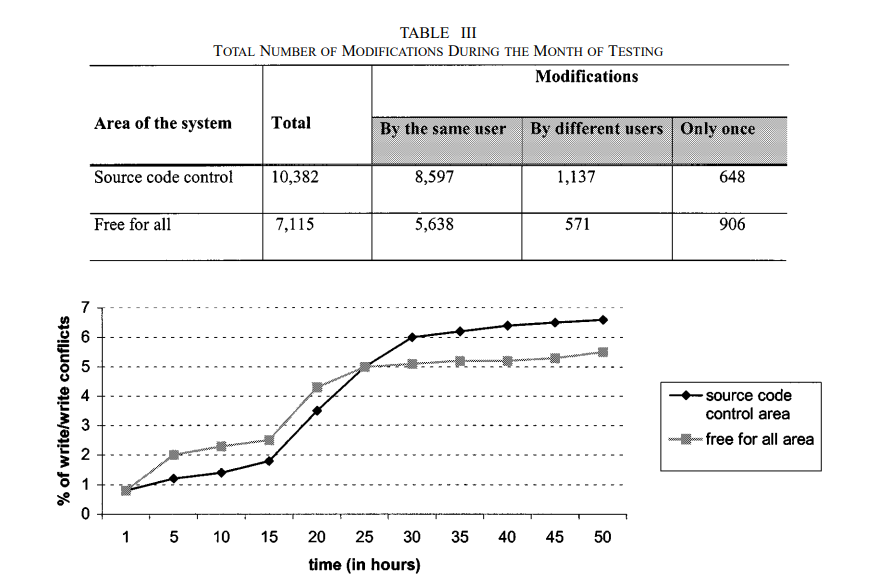 TABLE III
TOTAL NUMBER OF MODIFICATIONS DURING THE MONTH OF TESTING
Modifications
Area of the system Total
By the same user By different users Only once
Source code control 10,382 8,597 1,137 648
Free for all 7,115 5,638 571 906
7
6
5
4
3
2
1
0
% of write/write conflicts
1 5 10 15 20 25 30 35 40 45 50
time (in hours)
source code
control area
free for all area